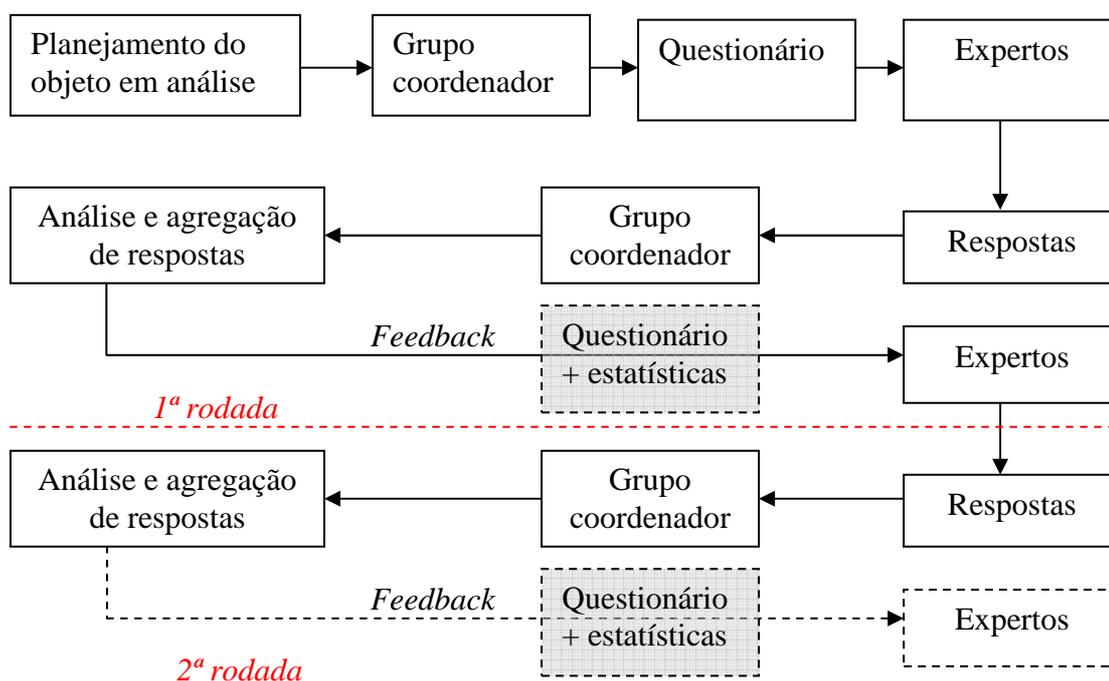 Planejamento do
objeto em análise
Grupo
coordenador
Questionário
Expertos
Análise e agregação
de respostas
Grupo
coordenador
Respostas
Feedback
Questionário
+ estatísticas
Expertos
1ª rodada
Análise e agregação
de respostas
Grupo
coordenador
Respostas
Feedback
Questionário
+ estatísticas
Expertos
2ª rodada